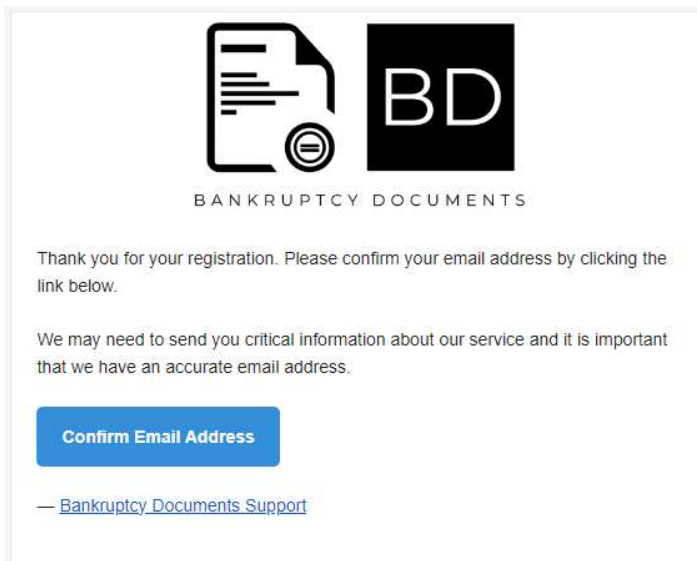 BD
BANKRUPTCY DOCUMENTS
Thank you for your registration. Please confirm your email address by clicking the
link below.
We may need to send you critical information about our service and it is important
that we have an accurate email address.
Confirm Email Address
— Bankruptcy Documents Support